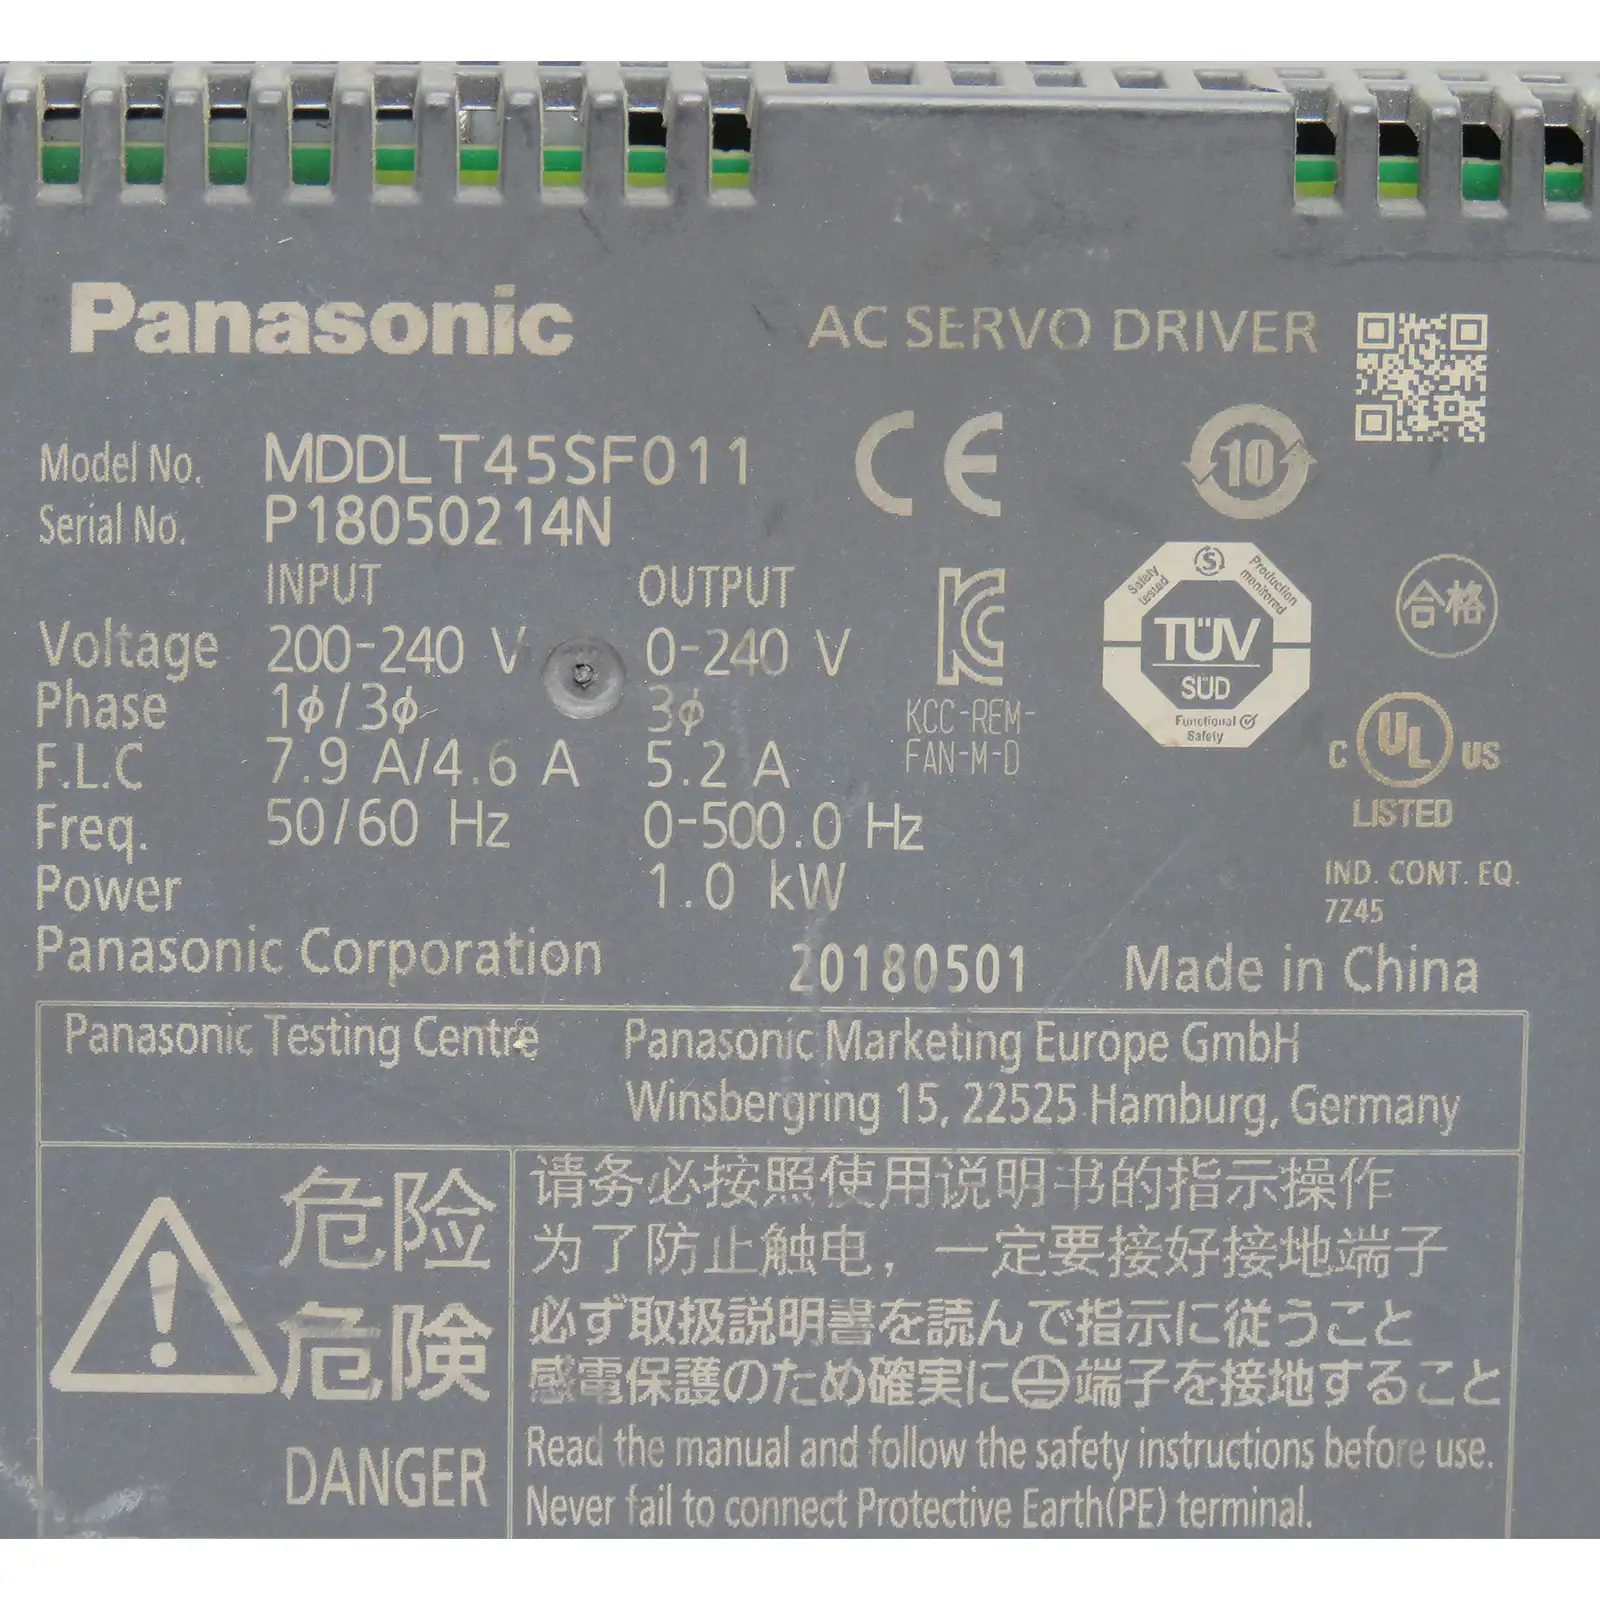 Panasonic
AC SERVO DRIVER
Model No. MDDLT45SF011
Serial No. P18050214N
CE
10
INPUT OUTPUT
Voltage 200-240 V 0-240 V
Phase 1φ/3φ 3φ
F.L.C 7.9 A/4.6 A 5.2 A
Freq. 50/60 Hz 0-500.0 Hz
Power 1.0 kW
KC
KCC-REM-
FAN-M-D
Safety tested
S
Production monitored
TÜV
SÜD
Functional
Safety
合格
C UL US
LISTED
IND. CONT. EQ.
7Z45
Panasonic Corporation 20180501 Made in China
Panasonic Testing Centre Panasonic Marketing Europe GmbH
Winsbergring 15, 22525 Hamburg, Germany
危险
危険
DANGER
请务必按照使用说明书的指示操作
为了防止触电，一定要接好接地端子
必ず取扱説明書を読んで指示に従うこと
感電保護のため確実に⏚端子を接地すること
Read the manual and follow the safety instructions before use.
Never fail to connect Protective Earth(PE) terminal.